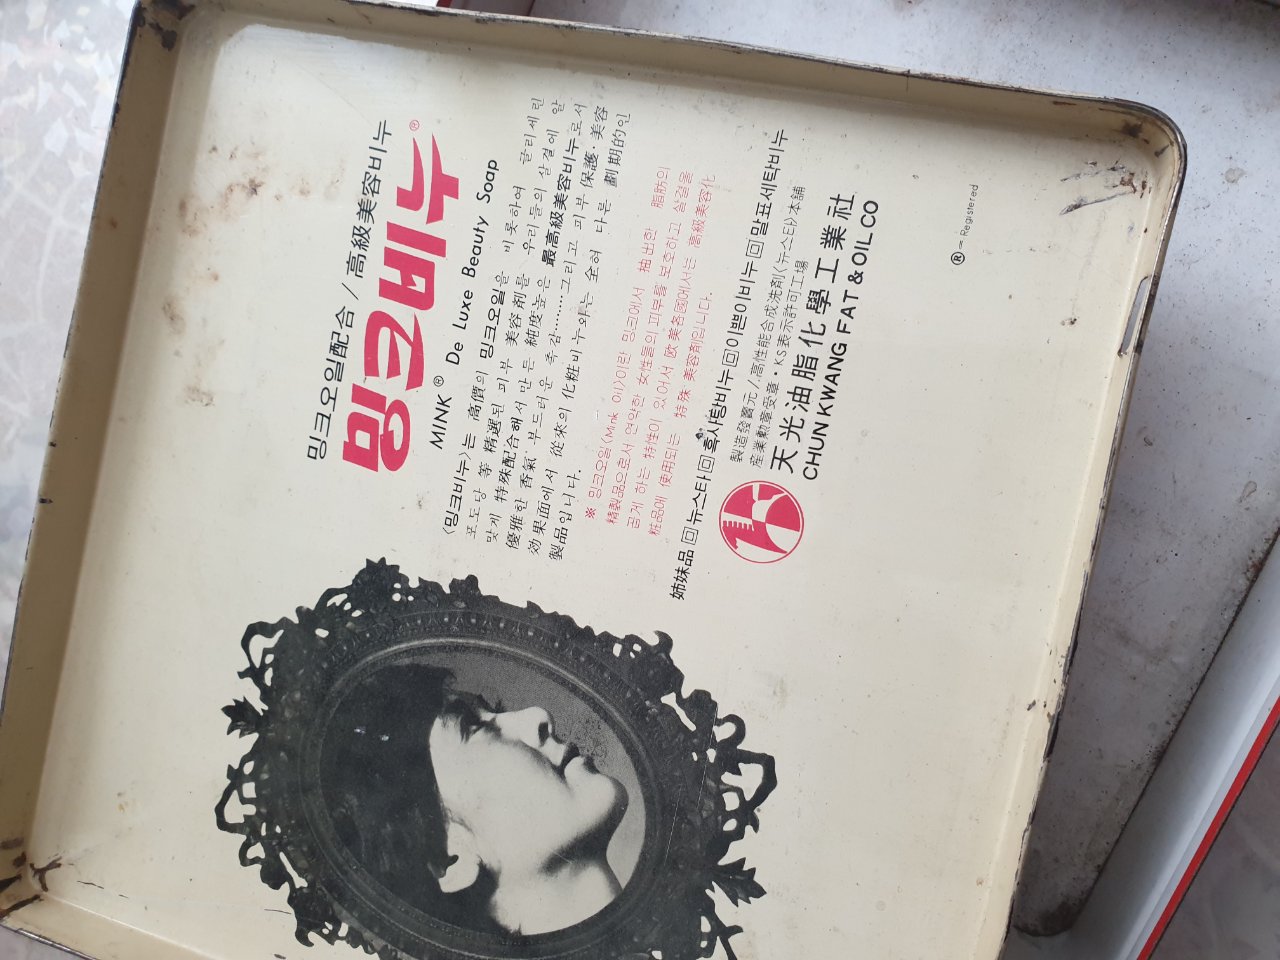 밍크오일配合 / 高級美容비누
밍크비누®
MINK® De Luxe Beauty Soap
〈밍크비누〉는 高價의 밍크오일을 비롯하여 글리세린
포도당 等 精選된 피부 美容劑를 우리들의 살결에 알
맞게 特殊配合해서 만든 純度높은 最高級美容비누로서
優雅한 香氣 부드러운 촉감………그리고 피부 保護·美容
効果面에서 從來의 化粧비누와는 全혀 다른 劃期的인
製品입니다.
※ 밍크오일〈Mink Oil〉이란 밍크에서 抽出한 脂肪의
精製品으로서 연약한 女性들의 피부를 보호하고 살결을
곱게 하는 特性이 있어서 欧美各國에서는 高級美容化
粧品에 使用되는 特殊 美容劑입니다.
姉妹品 回 뉴스타 回 흑사탕비누 回 이쁜이비누 回 말표세탁비누
製造發賣元/高性能合成洗剤〈뉴스타〉本舗
産業勳章受章·KS表示許可工場
天光油脂化學工業社
CHUN KWANG FAT & OIL CO
®= Registered